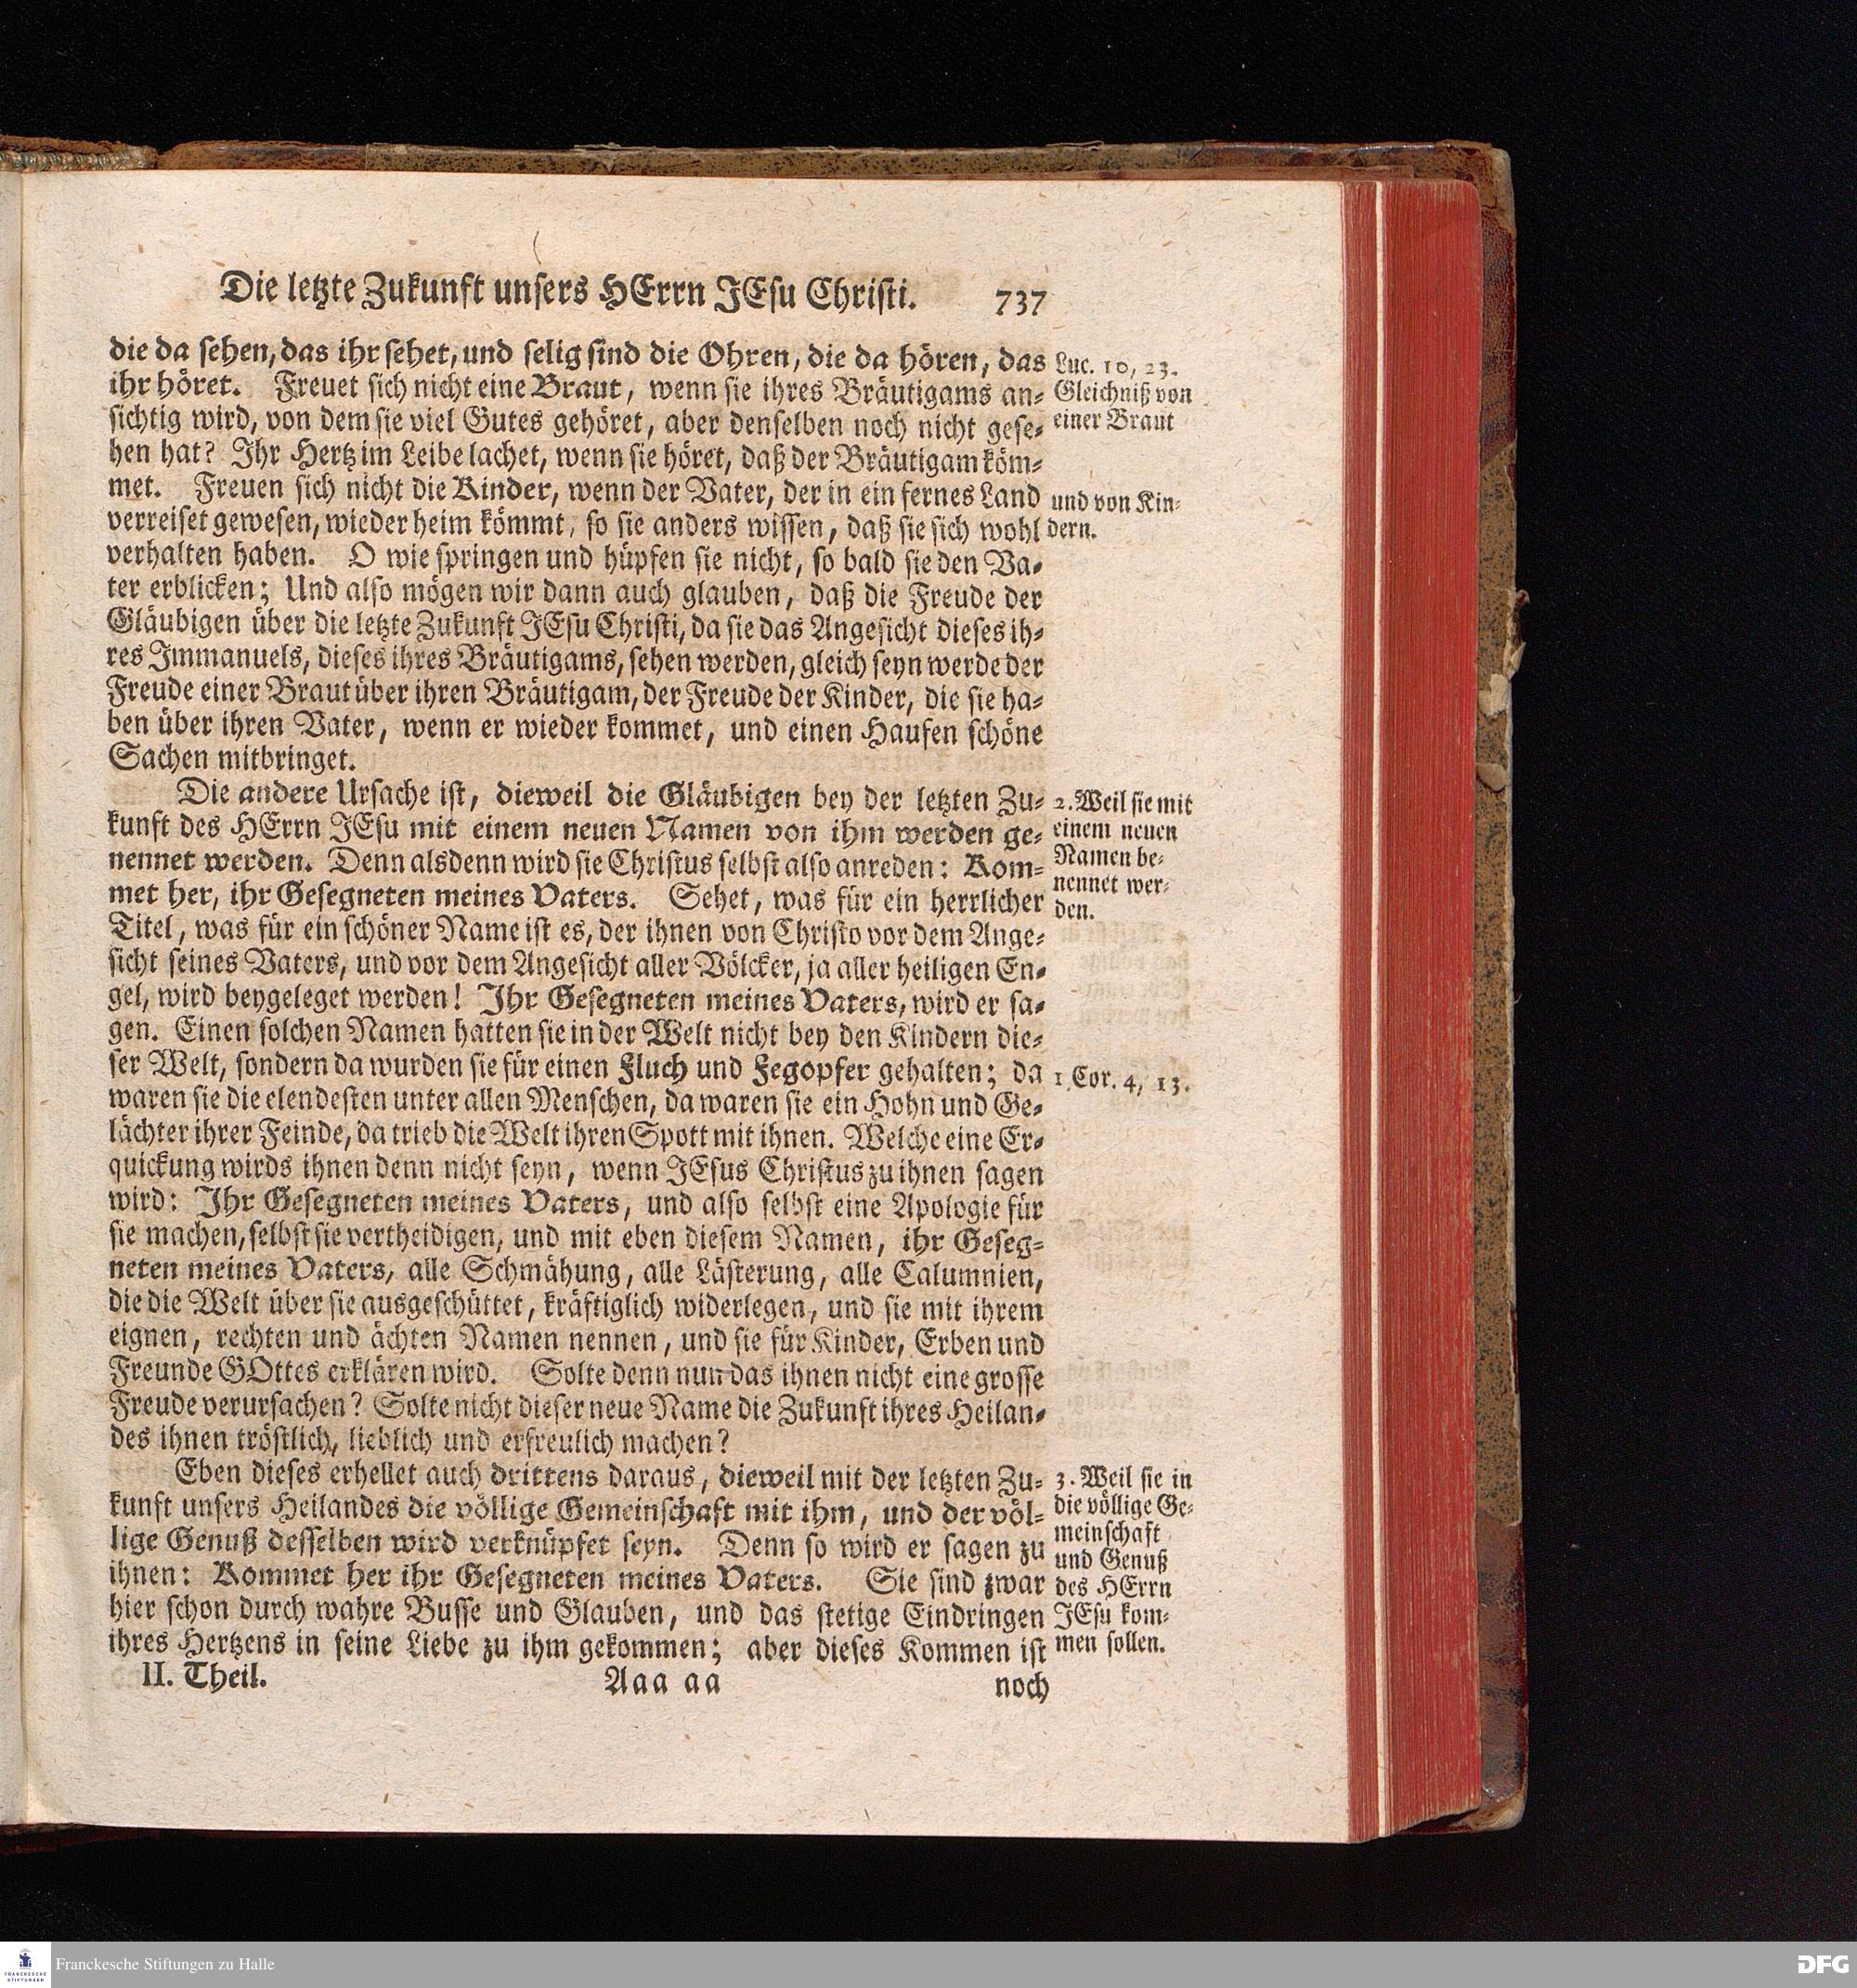 Die letzte Zukunft unsers HErrn JEsu Christi. 737
die da sehen, das ihr sehet, und selig sind die Ohren, die da hören, das
ihr höret. Freuet sich nicht eine Braut, wenn sie ihres Bräutigams an-
sichtig wird, von dem sie viel Gutes gehöret, aber denselben noch nicht gese-
hen hat? Ihr Hertz im Leibe lachet, wenn sie höret, daß der Bräutigam köm-
met. Freuen sich nicht die Kinder, wenn der Vater, der in ein fernes Land
verreiset gewesen, wieder heim kömmt, so sie anders wissen, daß sie sich wohl
verhalten haben. O wie springen und hüpfen sie nicht, so bald sie den Va-
ter erblicken; Und also mögen wir dann auch glauben, daß die Freude der
Gläubigen über die letzte Zukunft JEsu Christi, da sie das Angesicht dieses ih-
res Immanuels, dieses ihres Bräutigams, sehen werden, gleich seyn werde der
Freude einer Braut über ihren Bräutigam, der Freude der Kinder, die sie ha-
ben über ihren Vater, wenn er wieder kommet, und einen Haufen schöne
Sachen mitbringet.
Luc. 10, 23.
Gleichniß von
einer Braut
und von Kin-
dern.
Die andere Ursache ist, dieweil die Gläubigen bey der letzten Zu-
kunft des HErrn JEsu mit einem neuen Namen von ihm werden ge-
nennet werden. Denn alsdenn wird sie Christus selbst also anreden: Kom-
met her, ihr Gesegneten meines Vaters. Sehet, was für ein herrlicher
Titel, was für ein schöner Name ist es, der ihnen von Christo vor dem Ange-
sicht seines Vaters, und vor dem Angesicht aller Völcker, ja aller heiligen En-
gel, wird beygeleget werden! Ihr Gesegneten meines Vaters, wird er sa-
gen. Einen solchen Namen hatten sie in der Welt nicht bey den Kindern die-
ser Welt, sondern da wurden sie für einen Fluch und Fegopfer gehalten; da
waren sie die elendesten unter allen Menschen, da waren sie ein Hohn und Ge-
lächter ihrer Feinde, da trieb die Welt ihren Spott mit ihnen. Welche eine Er-
quickung wirds ihnen denn nicht seyn, wenn JEsus Christus zu ihnen sagen
wird: Ihr Gesegneten meines Vaters, und also selbst eine Apologie für
sie machen, selbst sie vertheidigen, und mit eben diesem Namen, ihr Geseg-
neten meines Vaters, alle Schmähung, alle Lästerung, alle Calumnien,
die die Welt über sie ausgeschüttet, kräftiglich widerlegen, und sie mit ihrem
eignen, rechten und ächten Namen nennen, und sie für Kinder, Erben und
Freunde GOttes erklären wird. Solte denn nun das ihnen nicht eine grosse
Freude verursachen? Solte nicht dieser neue Name die Zukunft ihres Heilan-
des ihnen tröstlich, lieblich und erfreulich machen?
2. Weil sie mit
einem neuen
Namen be-
nennet wer-
den.
1. Cor. 4, 13.
Eben dieses erhellet auch drittens daraus, dieweil mit der letzten Zu-
kunft unsers Heilandes die völlige Gemeinschaft mit ihm, und der völ-
lige Genuß desselben wird verknüpfet seyn. Denn so wird er sagen zu
ihnen: Kommet her ihr Gesegneten meines Vaters. Sie sind zwar
hier schon durch wahre Busse und Glauben, und das stetige Eindringen
ihres Hertzens in seine Liebe zu ihm gekommen; aber dieses Kommen ist
3. Weil sie in
die völlige Ge-
meinschaft
und Genuß
des HErrn
JEsu kom-
men sollen.
II. Theil. Aaa aa noch
FRANCKESCHE
STIFTUNGEN
Franckesche Stiftungen zu Halle
DFG